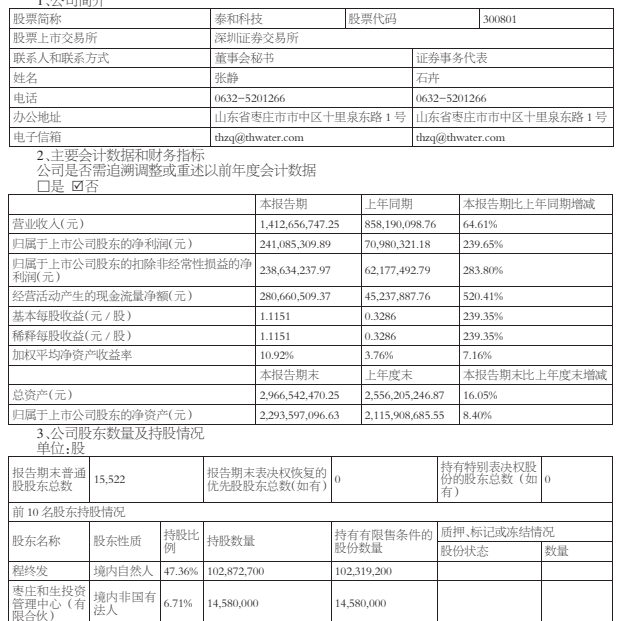 1、公司简介
股票简称 泰和科技 股票代码 300801
股票上市交易所 深圳证券交易所
联系人和联系方式 董事会秘书 证券事务代表
姓名 张静 石卉
电话 0632-5201266 0632-5201266
办公地址 山东省枣庄市市中区十里泉东路 1 号 山东省枣庄市市中区十里泉东路 1 号
电子信箱 thzq@thwater.com thzq@thwater.com
2、主要会计数据和财务指标
公司是否需追溯调整或重述以前年度会计数据
□是 ☑否
本报告期 上年同期 本报告期比上年同期增减
营业收入(元) 1,412,656,747.25 858,190,098.76 64.61%
归属于上市公司股东的净利润(元) 241,085,309.89 70,980,321.18 239.65%
归属于上市公司股东的扣除非经常性损益的净
利润(元) 238,634,237.97 62,177,492.79 283.80%
经营活动产生的现金流量净额(元) 280,660,509.37 45,237,887.76 520.41%
基本每股收益(元 / 股) 1.1151 0.3286 239.35%
稀释每股收益(元 / 股) 1.1151 0.3286 239.35%
加权平均净资产收益率 10.92% 3.76% 7.16%
本报告期末 上年度末 本报告期末比上年度末增减
总资产(元) 2,966,542,470.25 2,556,205,246.87 16.05%
归属于上市公司股东的净资产(元) 2,293,597,096.63 2,115,908,685.55 8.40%
3、公司股东数量及持股情况
单位:股
报告期末普通
股股东总数 15,522 报告期末表决权恢复的
优先股股东总数(如有) 0 持有特别表决权股
份的股东总数（如
有） 0
前 10 名股东持股情况
股东名称 股东性质 持股比
例 持股数量 持有有限售条件的
股份数量 质押、标记或冻结情况
股份状态 数量
程终发 境内自然人 47.36% 102,872,700 102,319,200
枣庄和生投资
管理中心（有
限合伙） 境内非国有
法人 6.71% 14,580,000 14,580,000